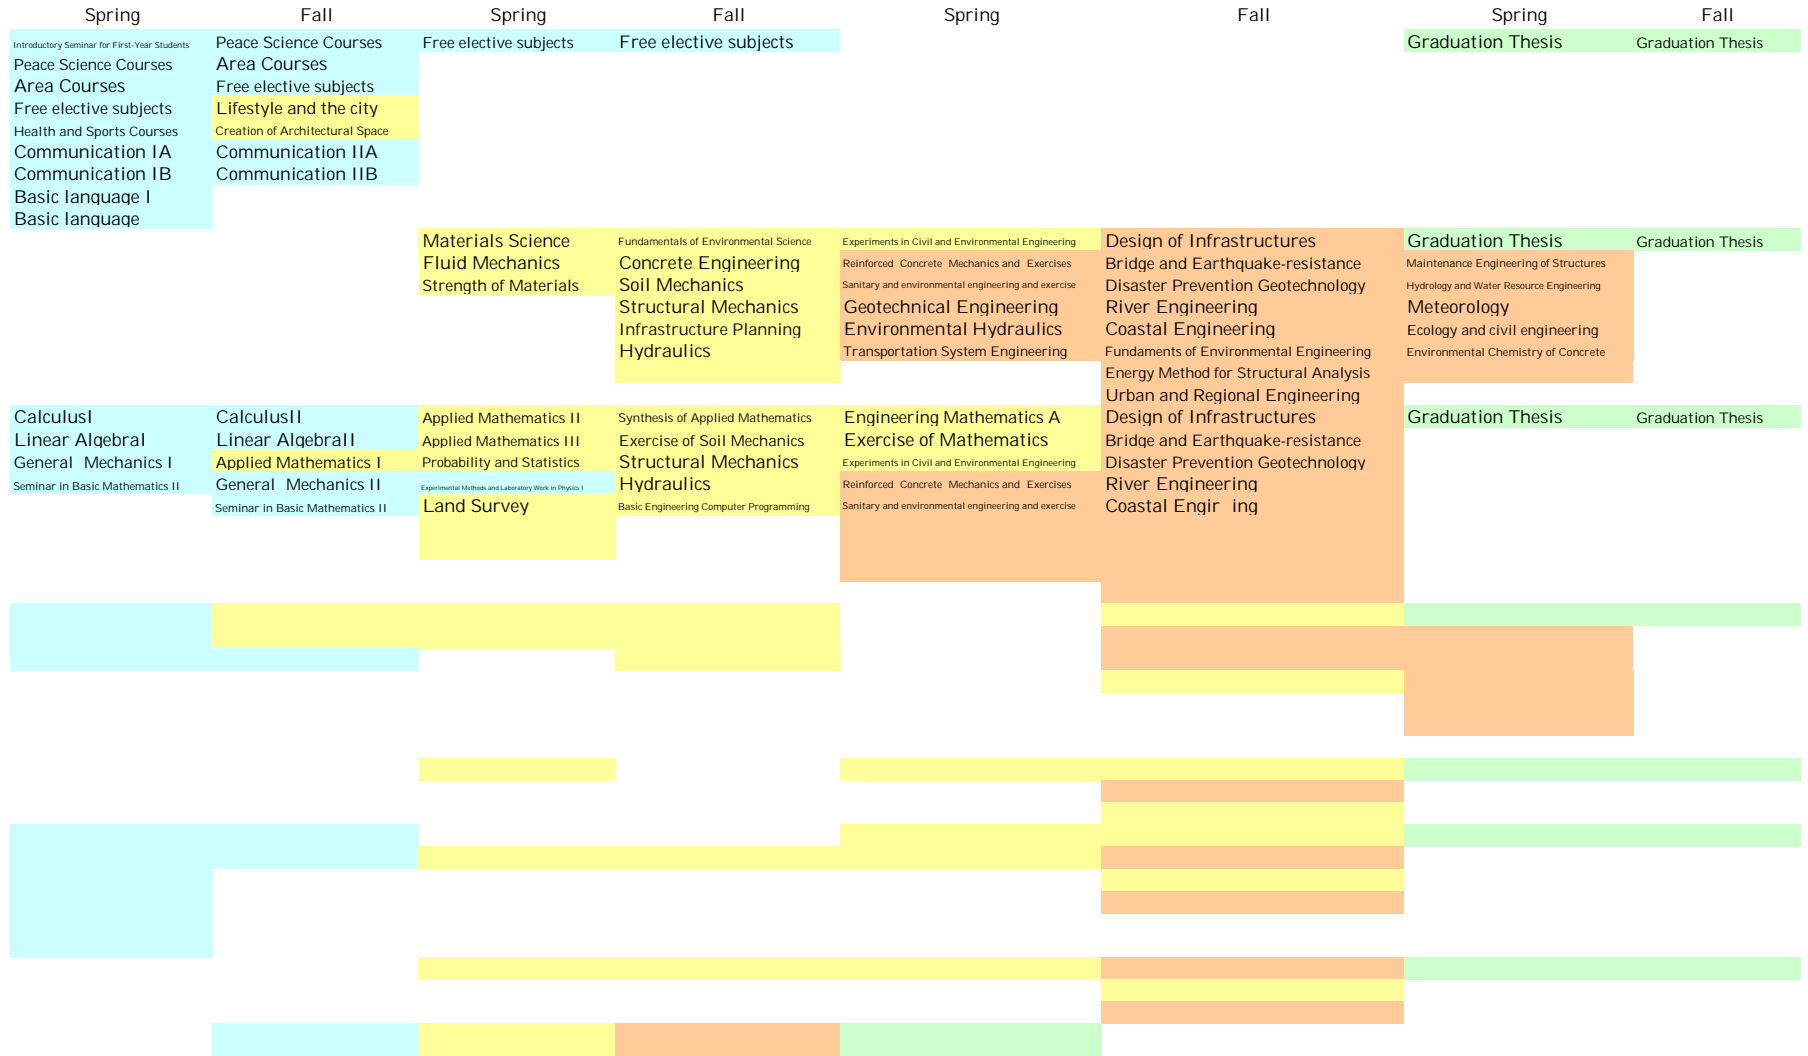 Spring Fall Spring Fall Spring Fall Spring Fall
Introductory Seminar for First-Year Students Peace Science Courses Free elective subjects Free elective subjects Graduation Thesis Graduation Thesis
Peace Science Courses Area Courses
Area Courses Free elective subjects
Free elective subjects Lifestyle and the city
Health and Sports Courses Creation of Architectural Space
Communication IA Communication IIA
Communication IB Communication IIB
Basic language I
Basic language
Materials Science Fundamentals of Environmental Science Experiments in Civil and Environmental Engineering Design of Infrastructures Graduation Thesis Graduation Thesis
Fluid Mechanics Concrete Engineering Reinforced Concrete Mechanics and Exercises Bridge and Earthquake-resistance Maintenance Engineering of Structures
Strength of Materials Soil Mechanics Sanitary and environmental engineering and exercise Disaster Prevention Geotechnology Hydrology and Water Resource Engineering
Structural Mechanics Geotechnical Engineering River Engineering Meteorology
Infrastructure Planning Environmental Hydraulics Coastal Engineering Ecology and civil engineering
Hydraulics Transportation System Engineering Fundaments of Environmental Engineering Environmental Chemistry of Concrete
Energy Method for Structural Analysis
Urban and Regional Engineering
CalculusI CalculusII Applied Mathematics II Synthesis of Applied Mathematics Engineering Mathematics A Design of Infrastructures Graduation Thesis Graduation Thesis
Linear AlgebraI Linear AlgebraII Applied Mathematics III Exercise of Soil Mechanics Exercise of Mathematics Bridge and Earthquake-resistance
General Mechanics I Applied Mathematics I Probability and Statistics Structural Mechanics Experiments in Civil and Environmental Engineering Disaster Prevention Geotechnology
Seminar in Basic Mathematics II General Mechanics II Experimental Methods and Laboratory Work in Physics I Hydraulics Reinforced Concrete Mechanics and Exercises River Engineering
Seminar in Basic Mathematics II Land Survey Basic Engineering Computer Programming Sanitary and environmental engineering and exercise Coastal Engir ing